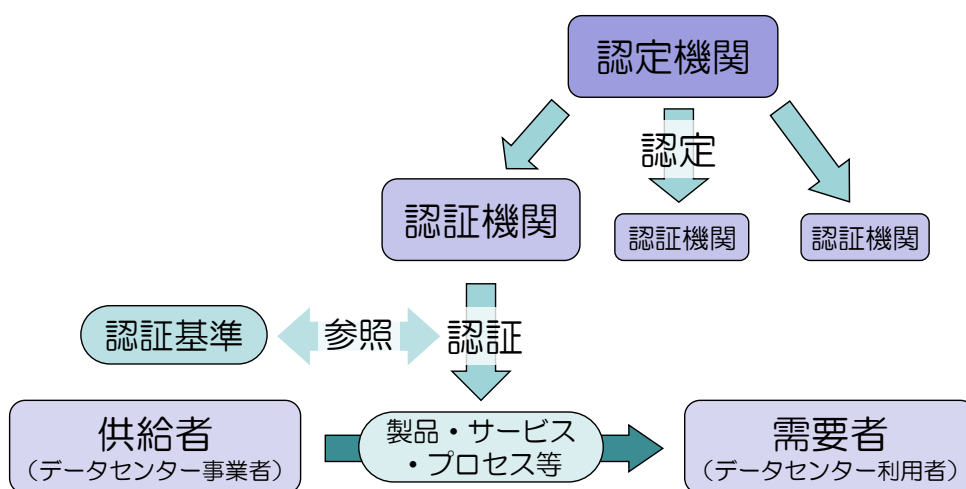 認定機関
認定
認証機関
認証機関
認証機関
認証基準
参照
認証
供給者
（データセンター事業者）
製品・サービス
・プロセス等
需要者
（データセンター利用者）